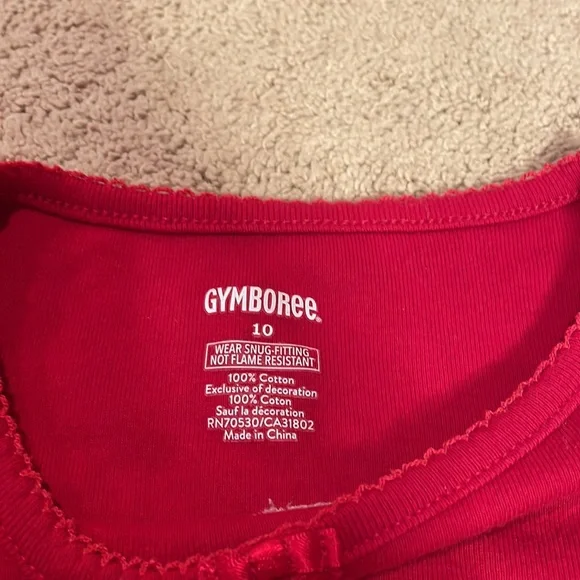 GYMBORee
10
WEAR SNUG-FITTING
NOT FLAME RESISTANT
100% Cotton
Exclusive of decoration
100% Coton
Sauf la décoration
RN70530/CA31802
Made in China